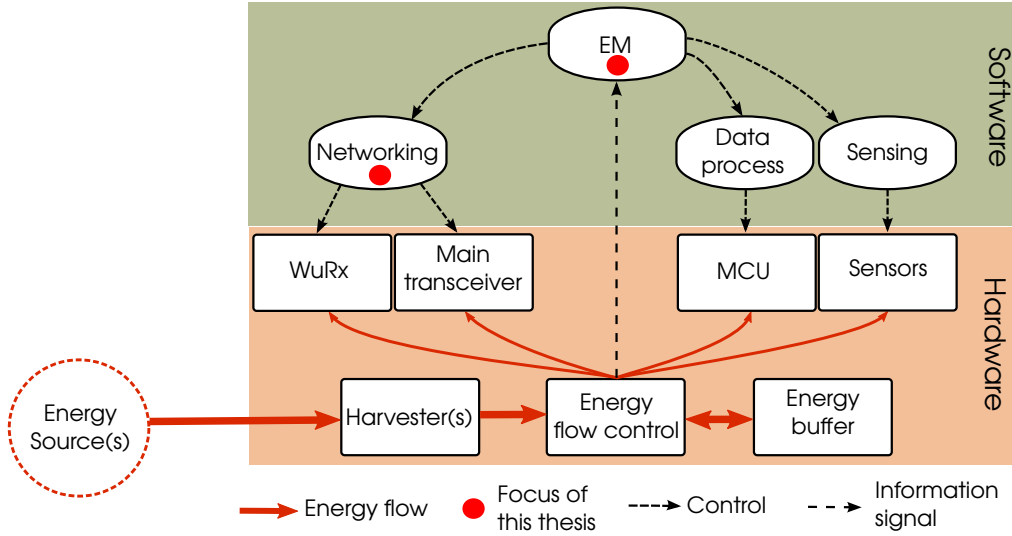 EM
Software
Networking
Data
process
Sensing
WuRx
Main
transceiver
MCU
Sensors
Hardware
Energy
Source(s)
Harvester(s)
Energy
flow control
Energy
buffer
Energy flow
Focus of
this thesis
Control
Information
signal